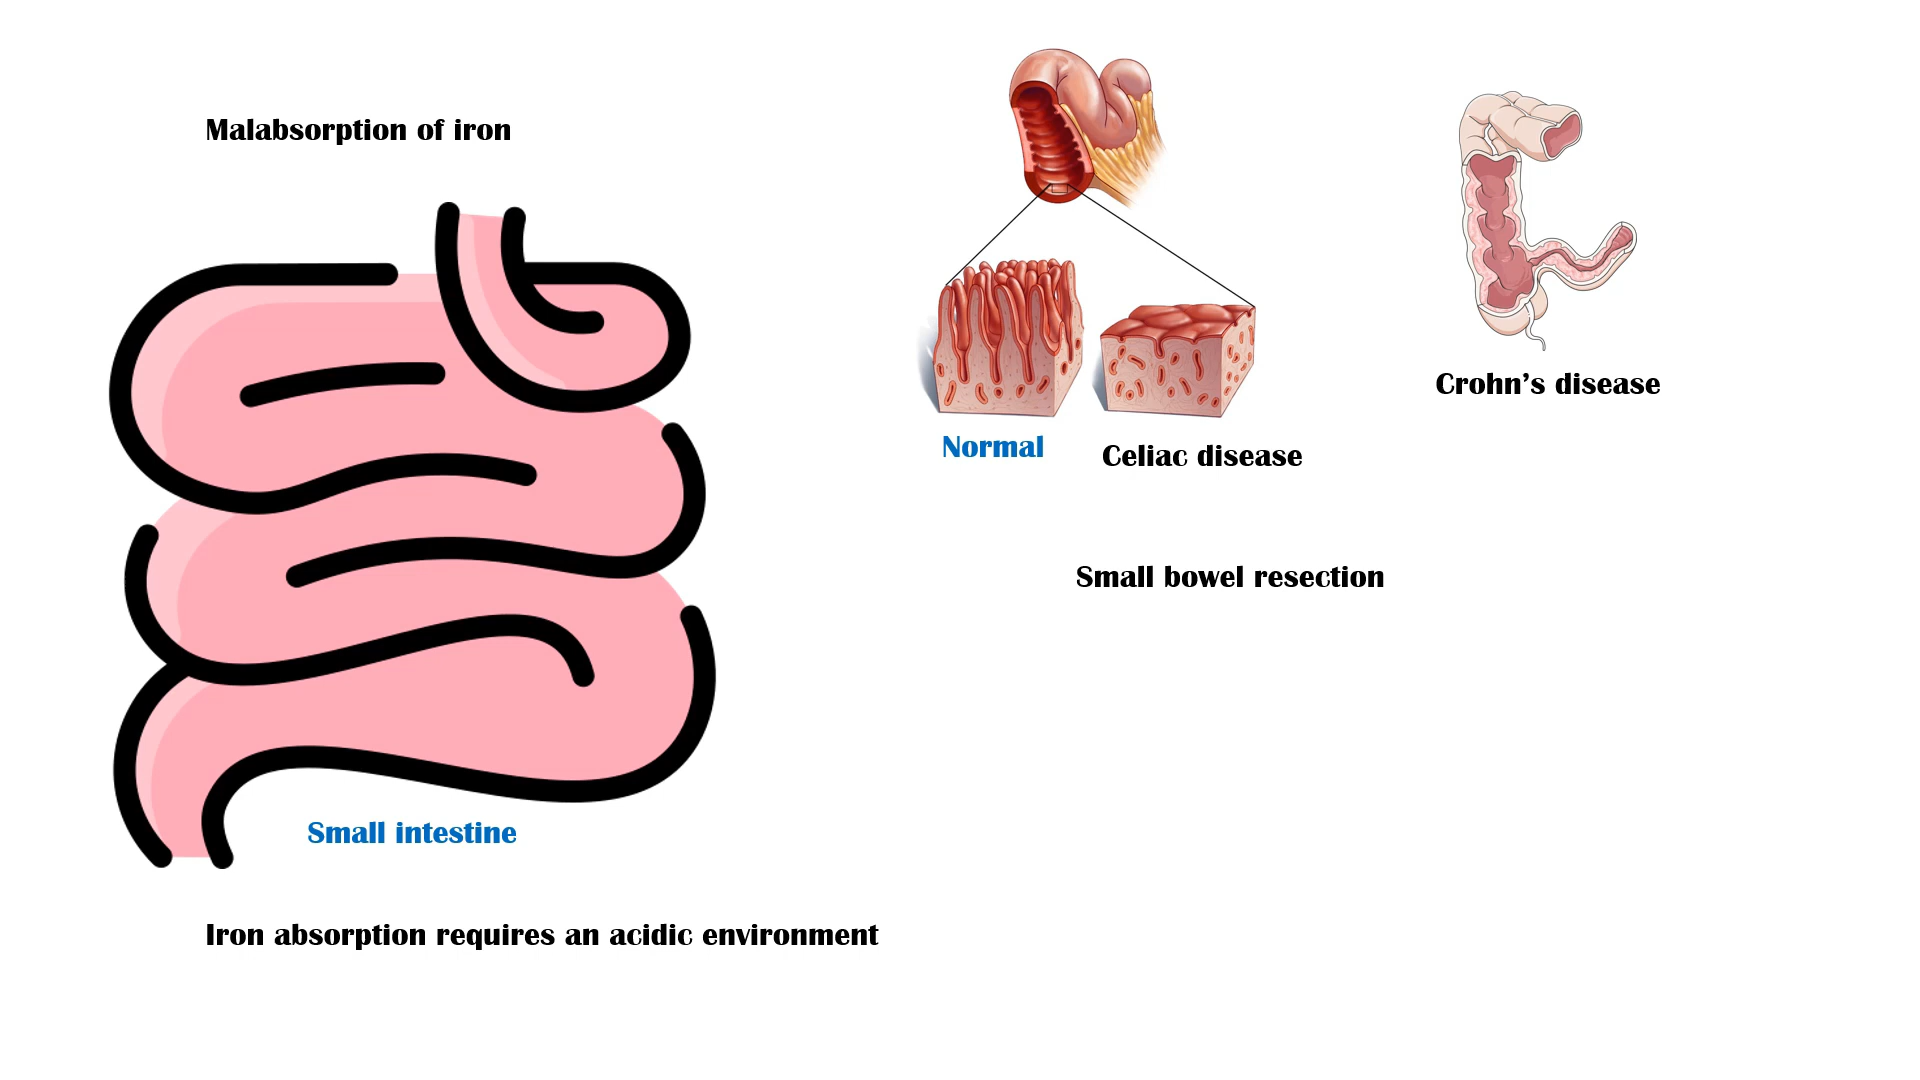 Malabsorption of iron
Crohn’s disease
Normal
Celiac disease
Small bowel resection
Small intestine
Iron absorption requires an acidic environment